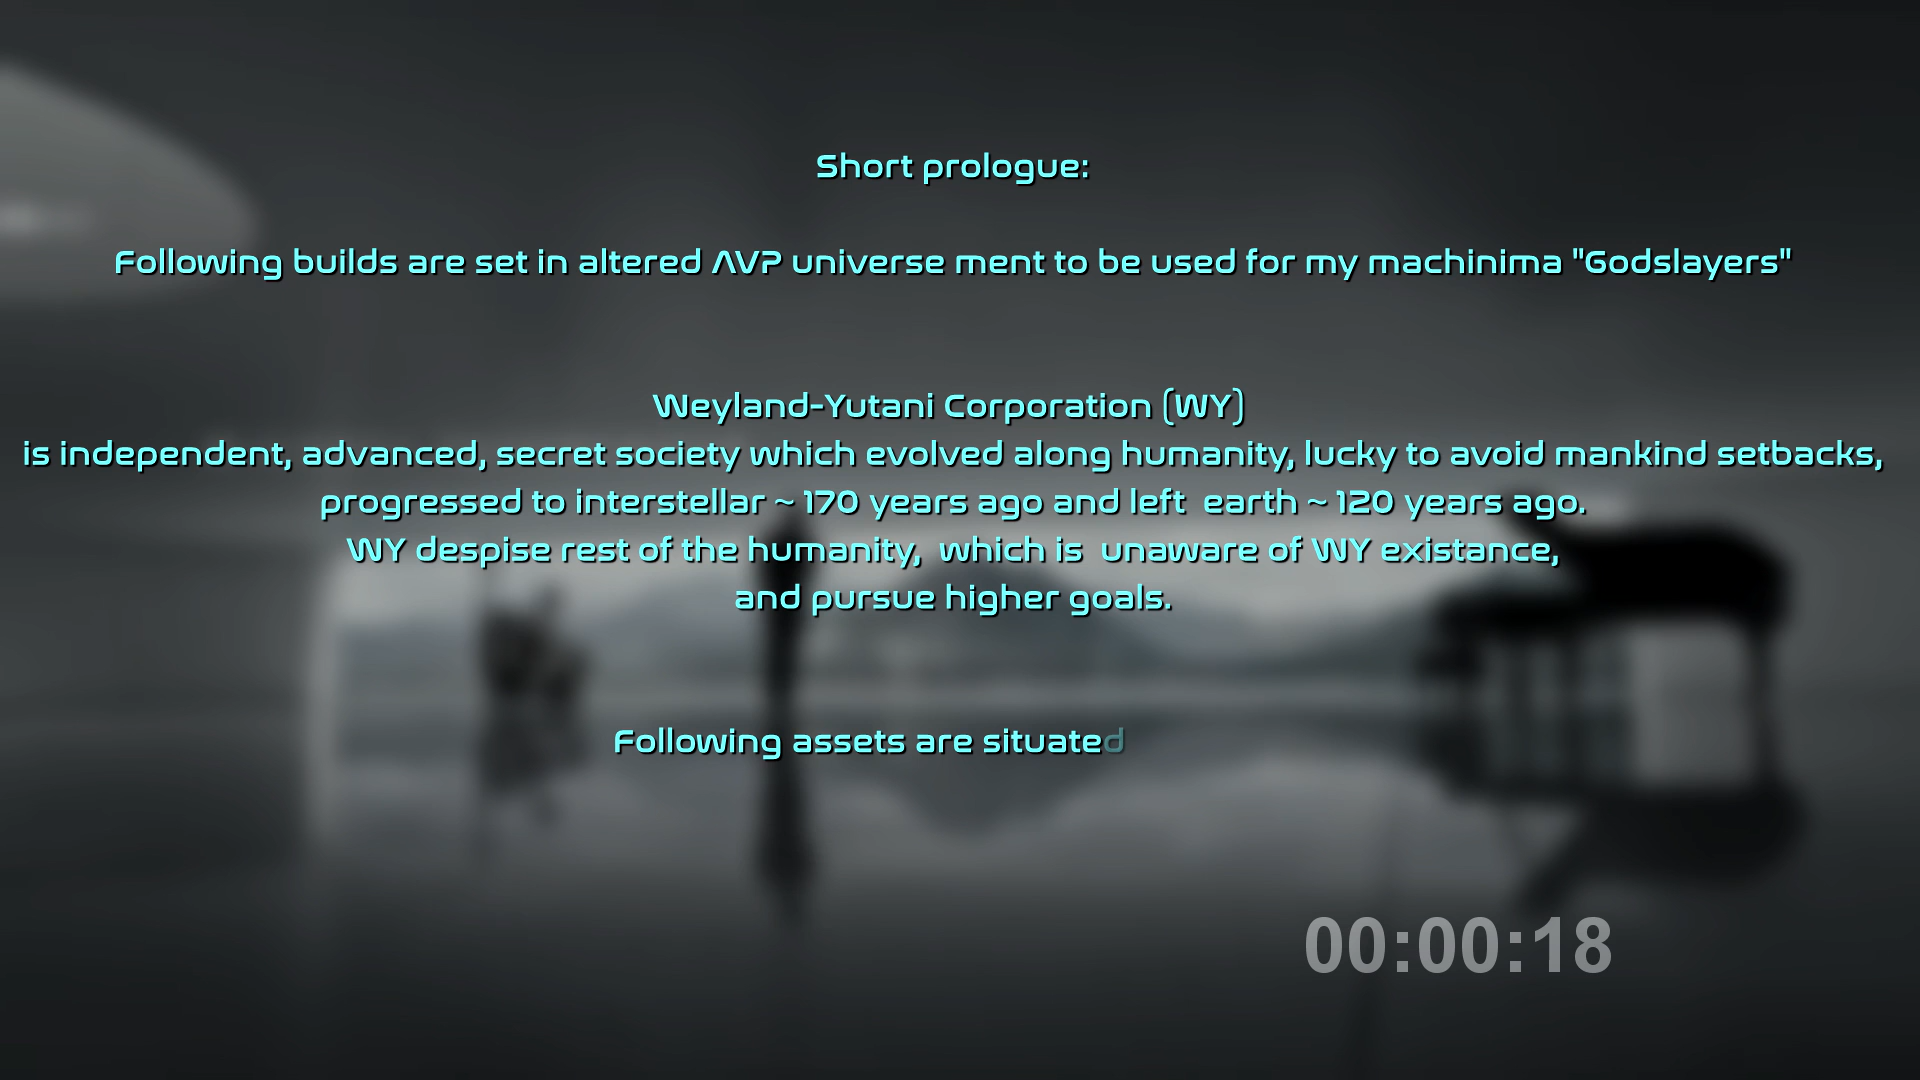 Short prologue:
Following builds are set in altered AVP universe ment to be used for my machinima "Godslayers"
Weyland-Yutani Corporation (WY)
is independent, advanced, secret society which evolved along humanity, lucky to avoid mankind setbacks,
progressed to interstellar ~ 170 years ago and left  earth ~ 120 years ago.
WY despise rest of the humanity,  which is  unaware of WY existance,
and pursue higher goals.
Following assets are situated
00:00:18